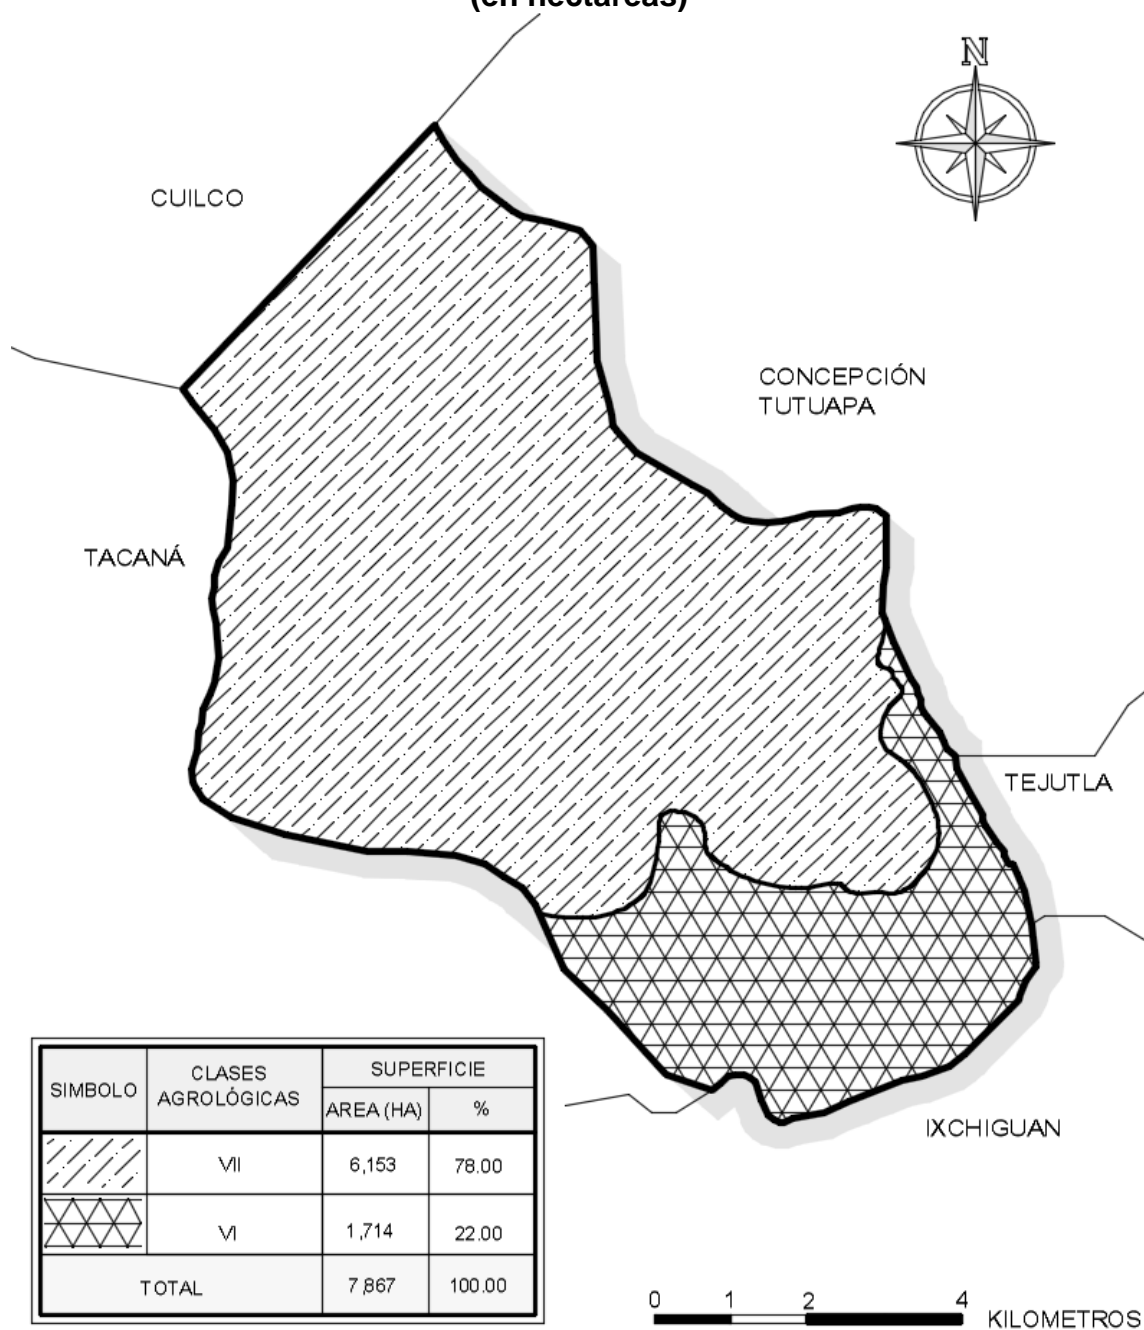 (en hectáreas)
N
CUILCO
CONCEPCIÓN
TUTUAPA
TACANÁ
TEJUTLA
IXCHIGUAN
SIMBOLO CLASES AGROLÓGICAS SUPERFICIE
AREA (HA) %
VII 6,153 78.00
VI 1,714 22.00
TOTAL 7,867 100.00
0 1 2 4 KILOMETROS